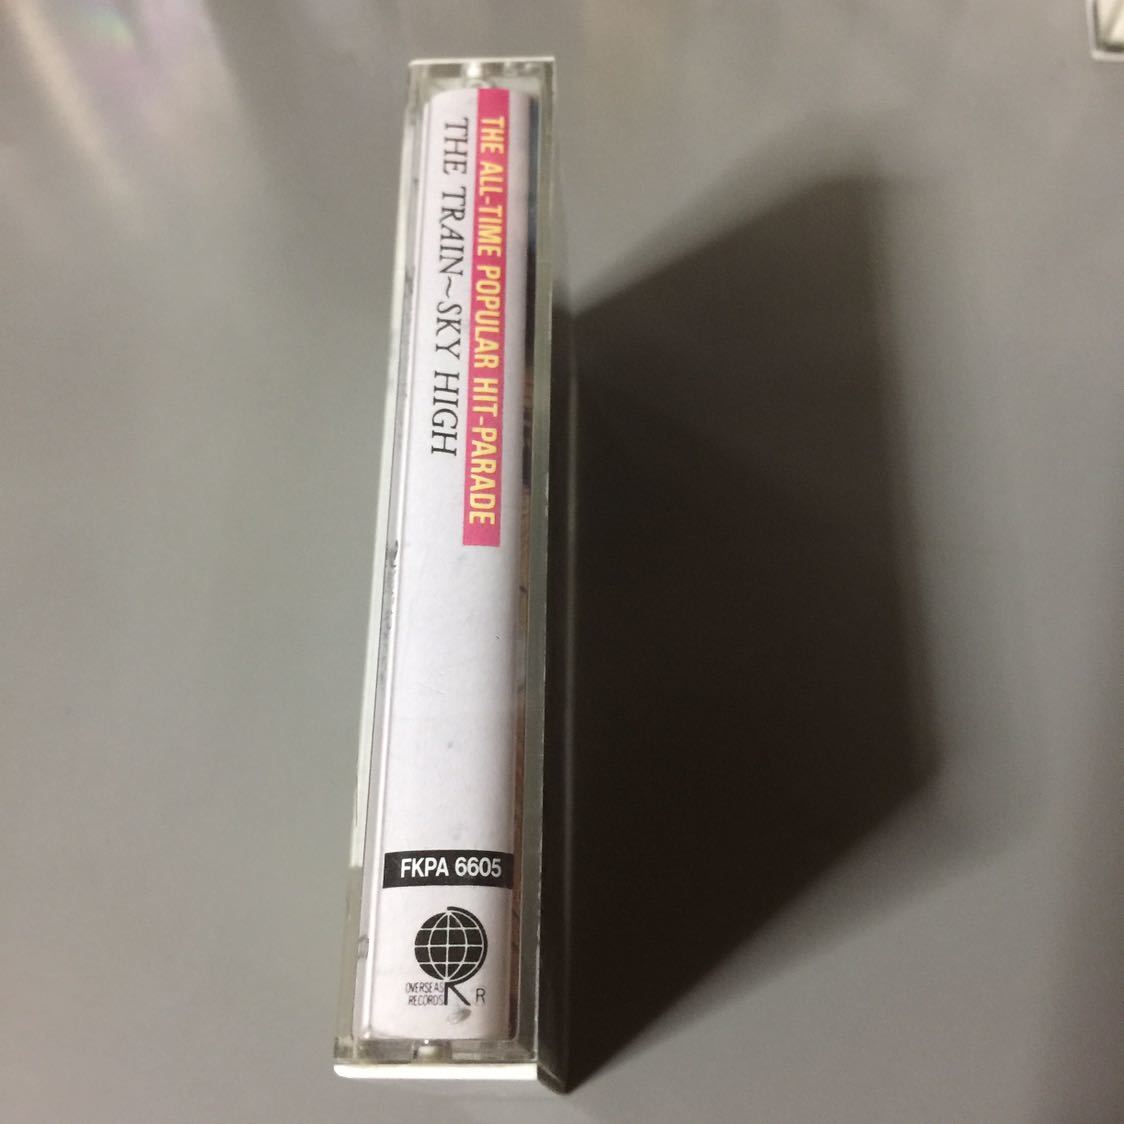 THE ALL-TIME POPULAR HIT-PARADE
THE TRAIN~SKY HIGH
FKPA 6605
OVERSEAS
RECORDS
R